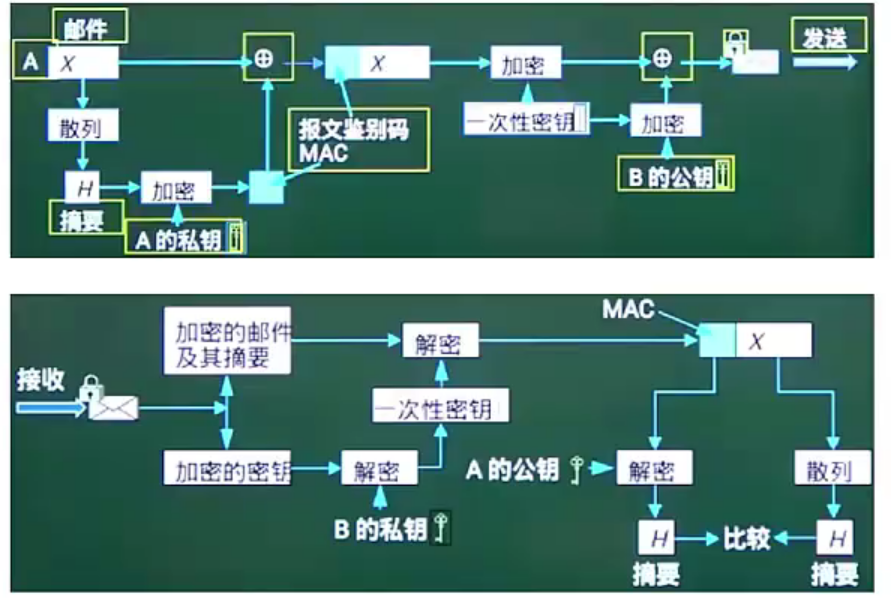 邮件
A
X
⊕
X
加密
⊕
发送
散列
报文鉴别码
MAC
一次性密钥
加密
H
加密
B 的公钥
摘要
A 的私钥
MAC
加密的邮件
及其摘要
解密
X
接收
一次性密钥
加密的密钥
解密
A 的公钥
解密
散列
B 的私钥
H
比较
H
摘要
摘要